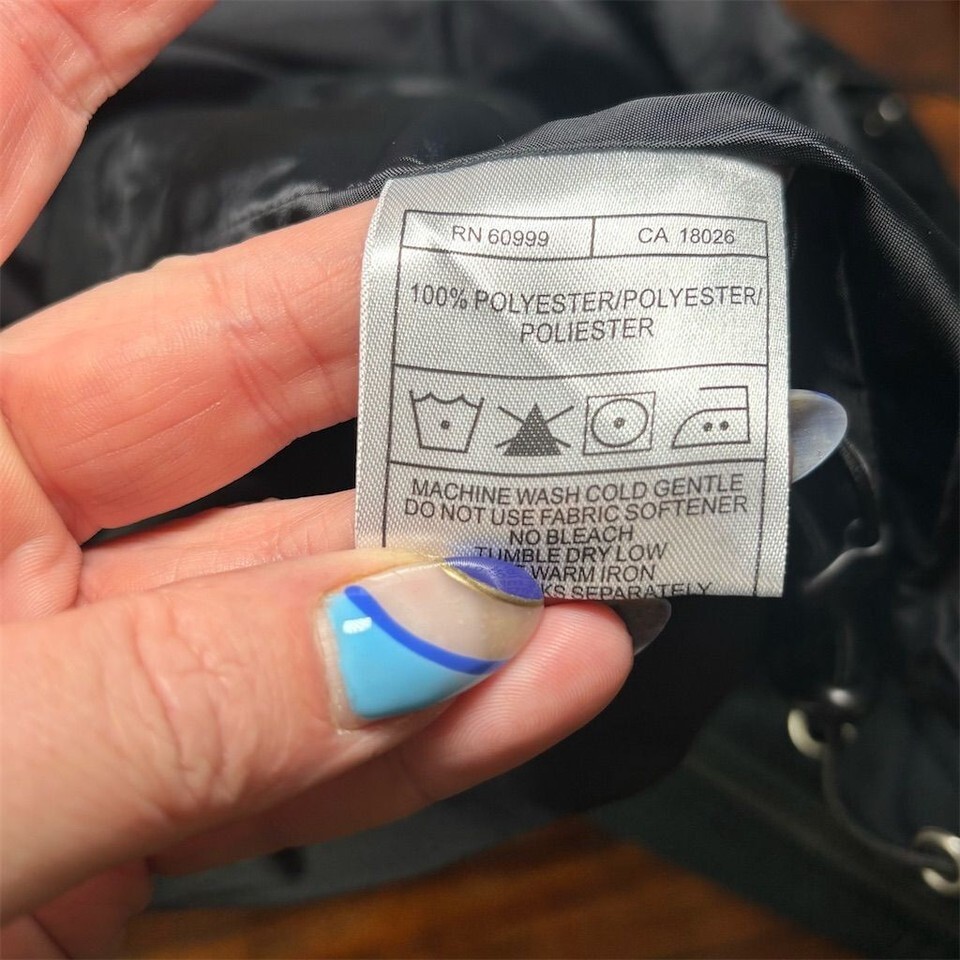 RN 60999 CA 18026
100% POLYESTER/POLYESTER/
POLIESTER
MACHINE WASH COLD GENTLE
DO NOT USE FABRIC SOFTENER
NO BLEACH
TUMBLE DRY LOW
WARM IRON
SEPARATELY